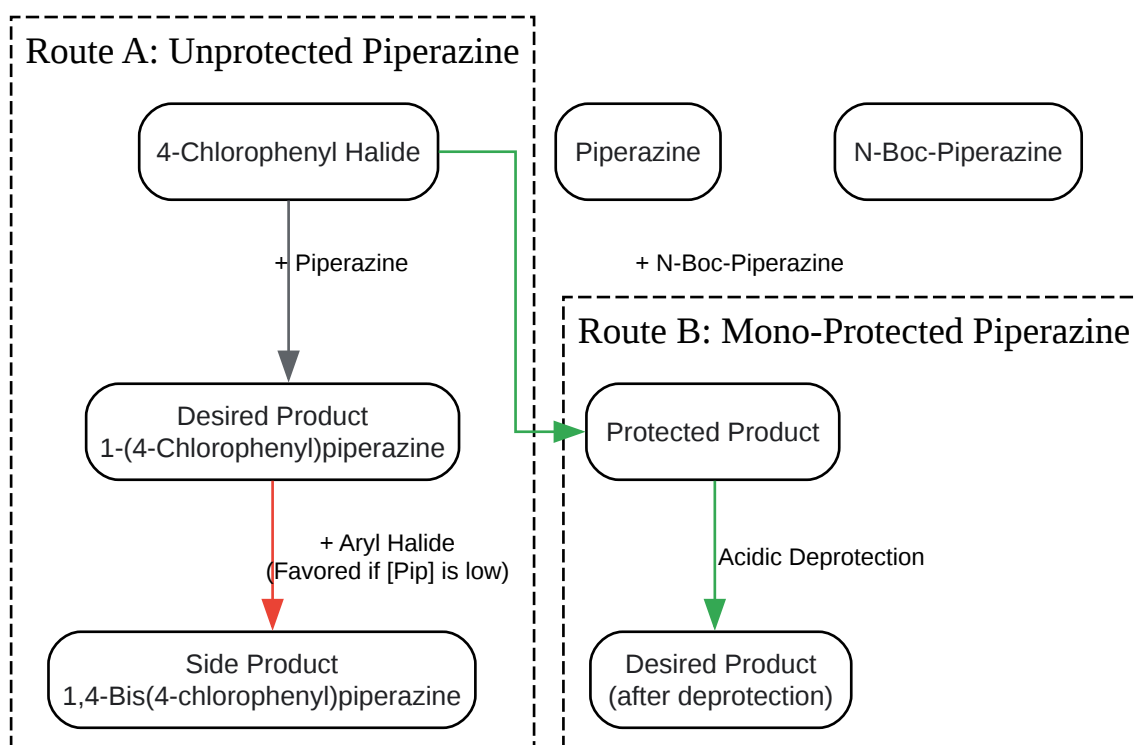 Route A: Unprotected Piperazine
4-Chlorophenyl Halide
Piperazine
N-Boc-Piperazine
+ Piperazine
+ N-Boc-Piperazine
Route B: Mono-Protected Piperazine
Desired Product
1-(4-Chlorophenyl)piperazine
Protected Product
+ Aryl Halide
(Favored if [Pip] is low)
Acidic Deprotection
Side Product
1,4-Bis(4-chlorophenyl)piperazine
Desired Product
(after deprotection)